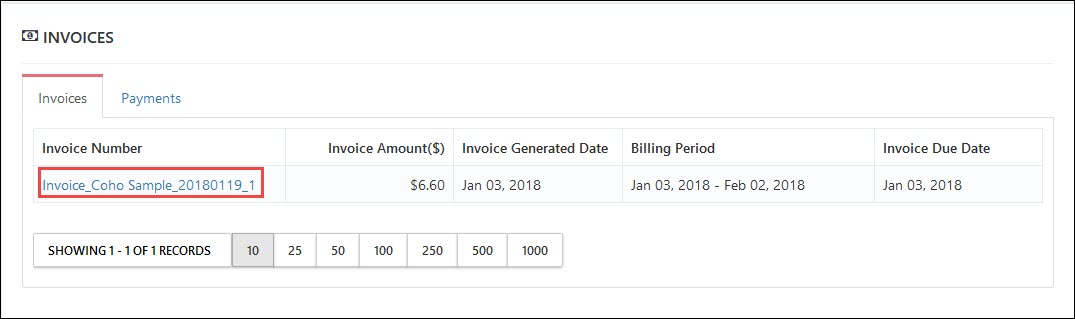 INVOICES
Invoices Payments
Invoice Number Invoice Amount($) Invoice Generated Date Billing Period Invoice Due Date
Invoice_Coho Sample_20180119_1 $6.60 Jan 03, 2018 Jan 03, 2018 - Feb 02, 2018 Jan 03, 2018
SHOWING 1 - 1 OF 1 RECORDS 10 25 50 100 250 500 1000